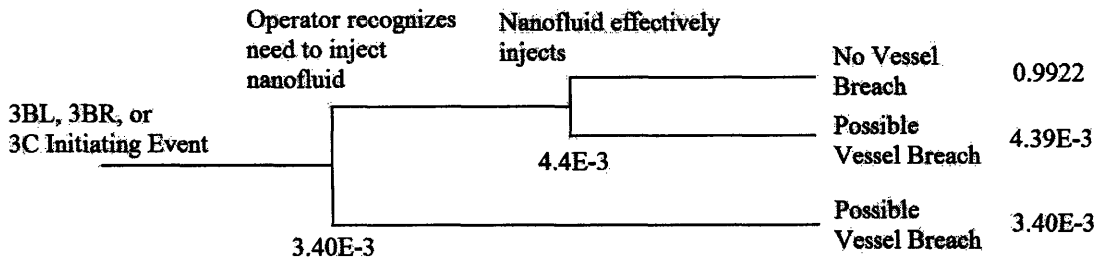 Operator recognizes
need to inject
nanofluid
Nanofluid effectively
injects
3BL, 3BR, or
3C Initiating Event
No Vessel
Breach
0.9922
Possible
Vessel Breach
4.39E-3
4.4E-3
Possible
Vessel Breach
3.40E-3
3.40E-3